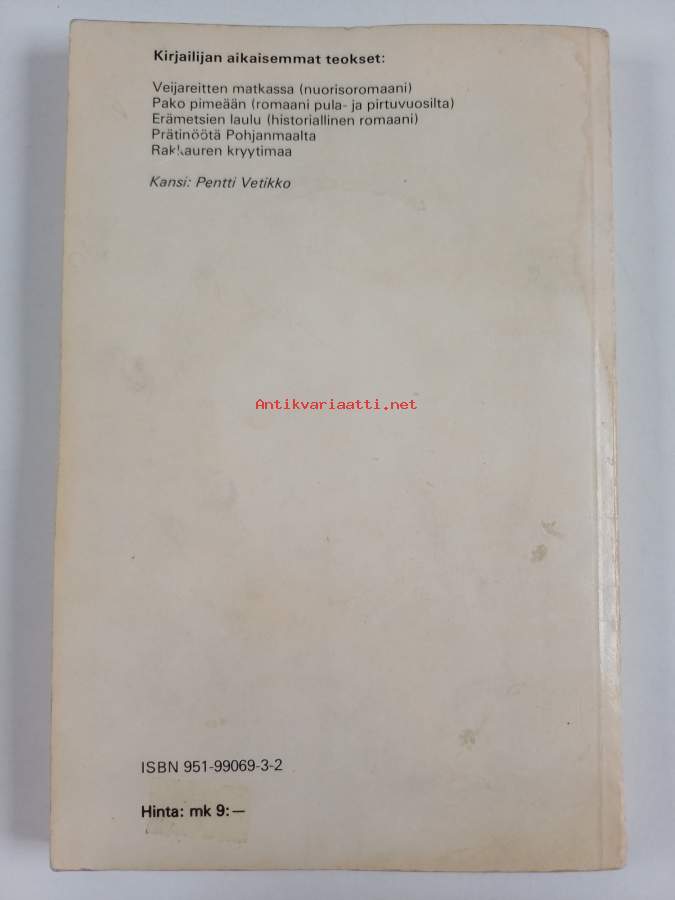 Kirjailijan aikaisemmat teokset:
Veijareitten matkassa (nuorisoromaani)
Pako pimeään (romaani pula- ja pirtuvuosilta)
Erämetsien laulu (historiallinen romaani)
Prätinöötä Pohjanmaalta
Rakkauren kryytimaa
Kansi: Pentti Vetikko
Antikvariaatti.net
ISBN 951-99069-3-2
Hinta: mk 9:—